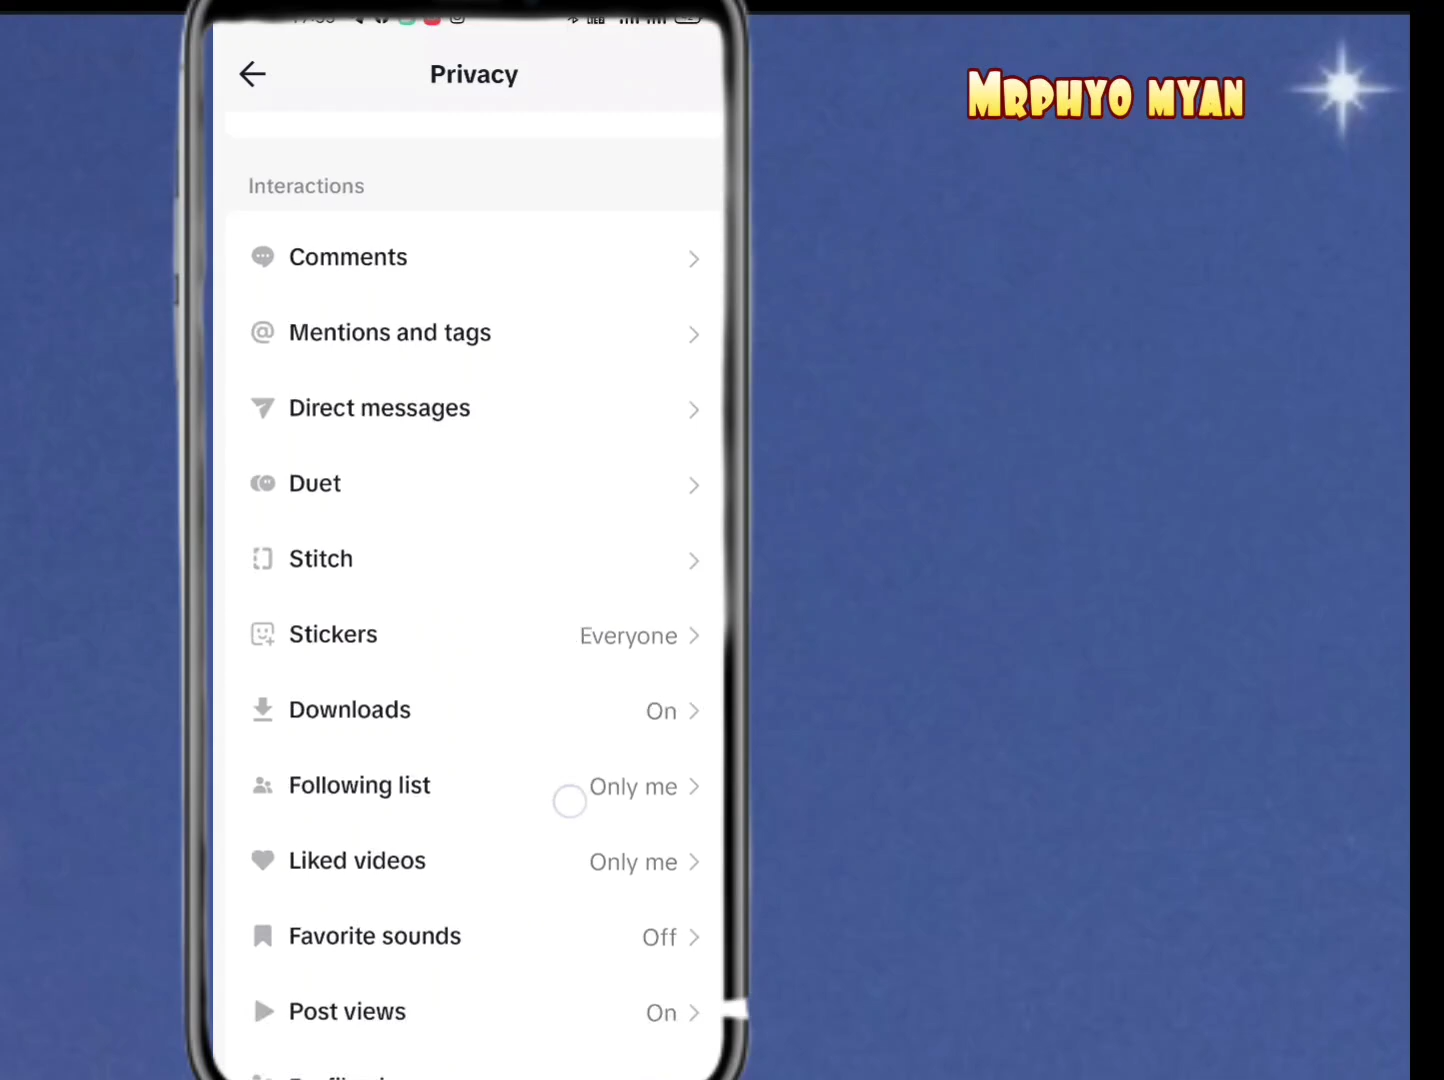 Privacy
MRPHYO MYAN
Interactions
Comments
Mentions and tags
Direct messages
Duet
Stitch
Stickers Everyone
Downloads On
Following list Only me
Liked videos Only me
Favorite sounds Off
Post views On